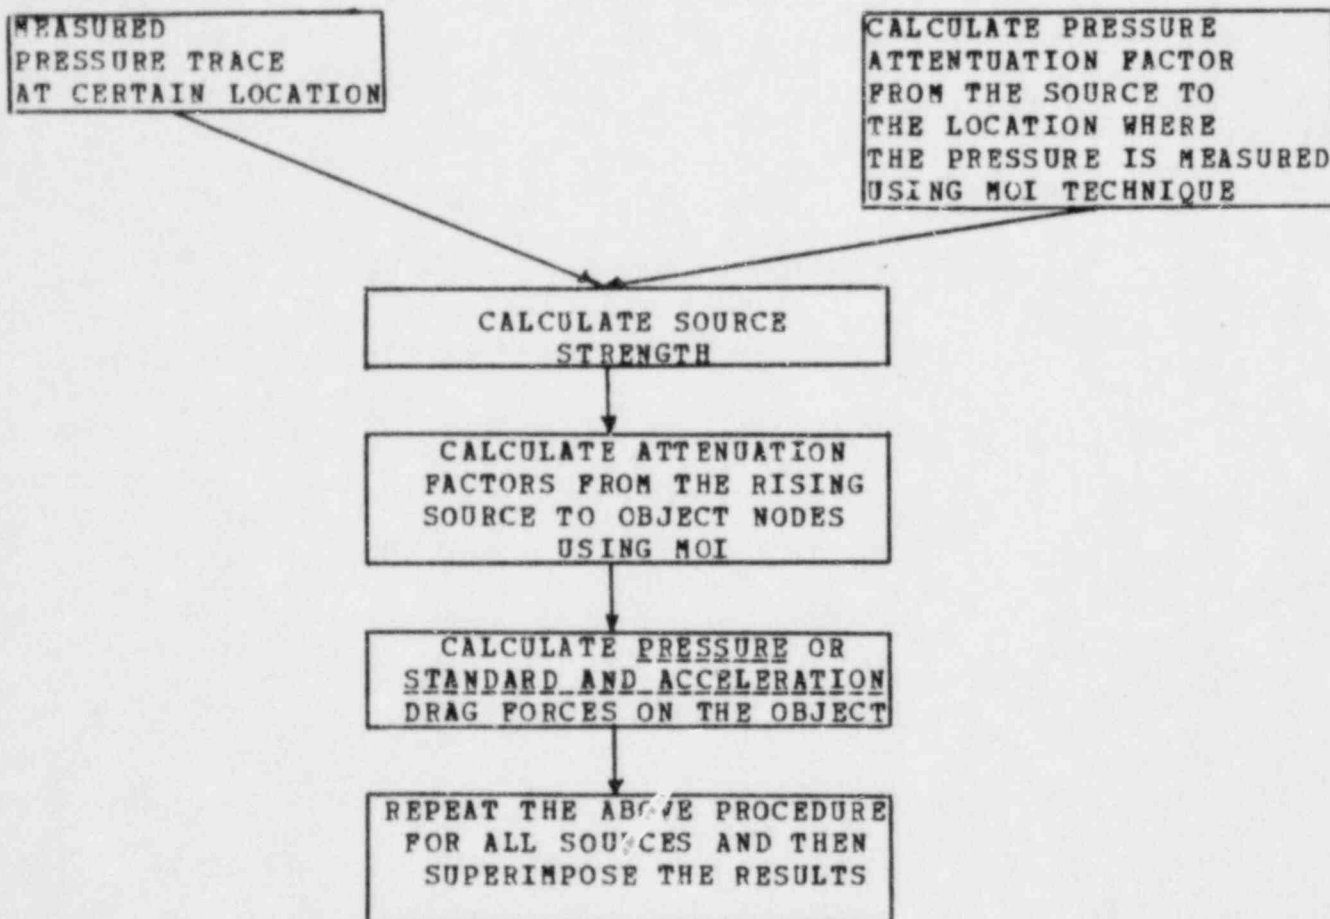 MEASURED
PRESSURE TRACE
AT CERTAIN LOCATION
CALCULATE PRESSURE
ATTENTUATION FACTOR
FROM THE SOURCE TO
THE LOCATION WHERE
THE PRESSURE IS MEASURED
USING MOI TECHNIQUE
CALCULATE SOURCE
STRENGTH
CALCULATE ATTENUATION
FACTORS FROM THE RISING
SOURCE TO OBJECT NODES
USING MOI
CALCULATE PRESSURE OR
STANDARD AND ACCELERATION
DRAG FORCES ON THE OBJECT
REPEAT THE ABOVE PROCEDURE
FOR ALL SOURCES AND THEN
SUPERIMPOSE THE RESULTS